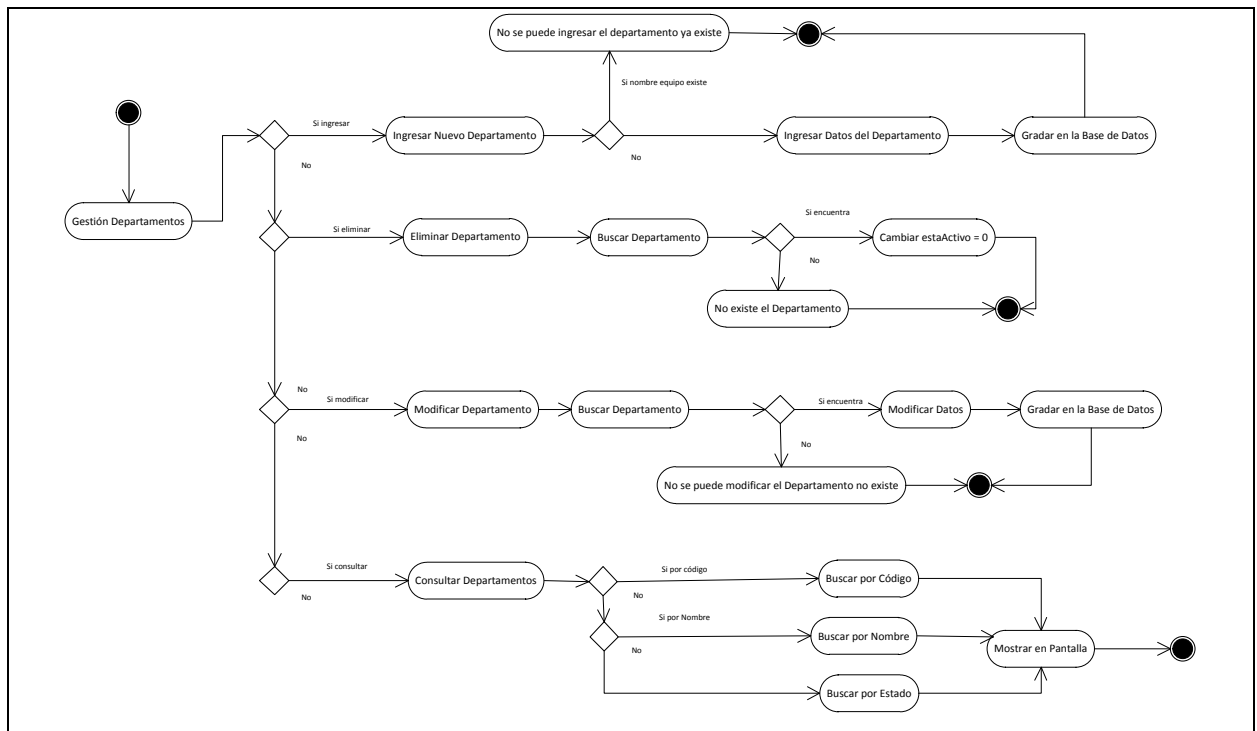 No se puede ingresar el departamento ya existe
Si nombre equipo existe
Si ingresar
Ingresar Nuevo Departamento
Ingresar Datos del Departamento
Gradar en la Base de Datos
No
No
Gestión Departamentos
Si eliminar
Eliminar Departamento
Buscar Departamento
Si encuentra
Cambiar estaActivo = 0
No
No existe el Departamento
No
Si modificar
Modificar Departamento
Buscar Departamento
Si encuentra
Modificar Datos
Gradar en la Base de Datos
No
No
No se puede modificar el Departamento no existe
Si consultar
Consultar Departamentos
Si por código
Buscar por Código
No
No
Si por Nombre
Buscar por Nombre
No
Mostrar en Pantalla
Buscar por Estado